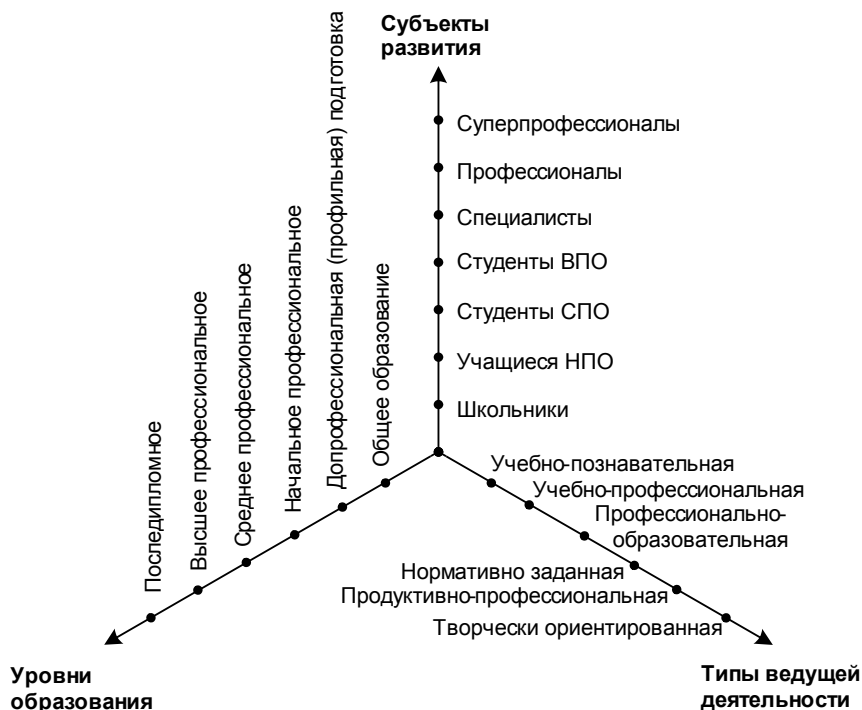 Субъекты
развития
Суперпрофессионалы
Профессионалы
Специалисты
Студенты ВПО
Студенты СПО
Учащиеся НПО
Школьники
Последипломное
Высшее профессиональное
Среднее профессиональное
Начальное профессиональное
Допрофессиональная (профильная) подготовка
Общее образование
Учебно-познавательная
Учебно-профессиональная
Профессионально-
образовательная
Нормативно заданная
Продуктивно-профессиональная
Творчески ориентированная
Уровни
образования
Типы ведущей
деятельности